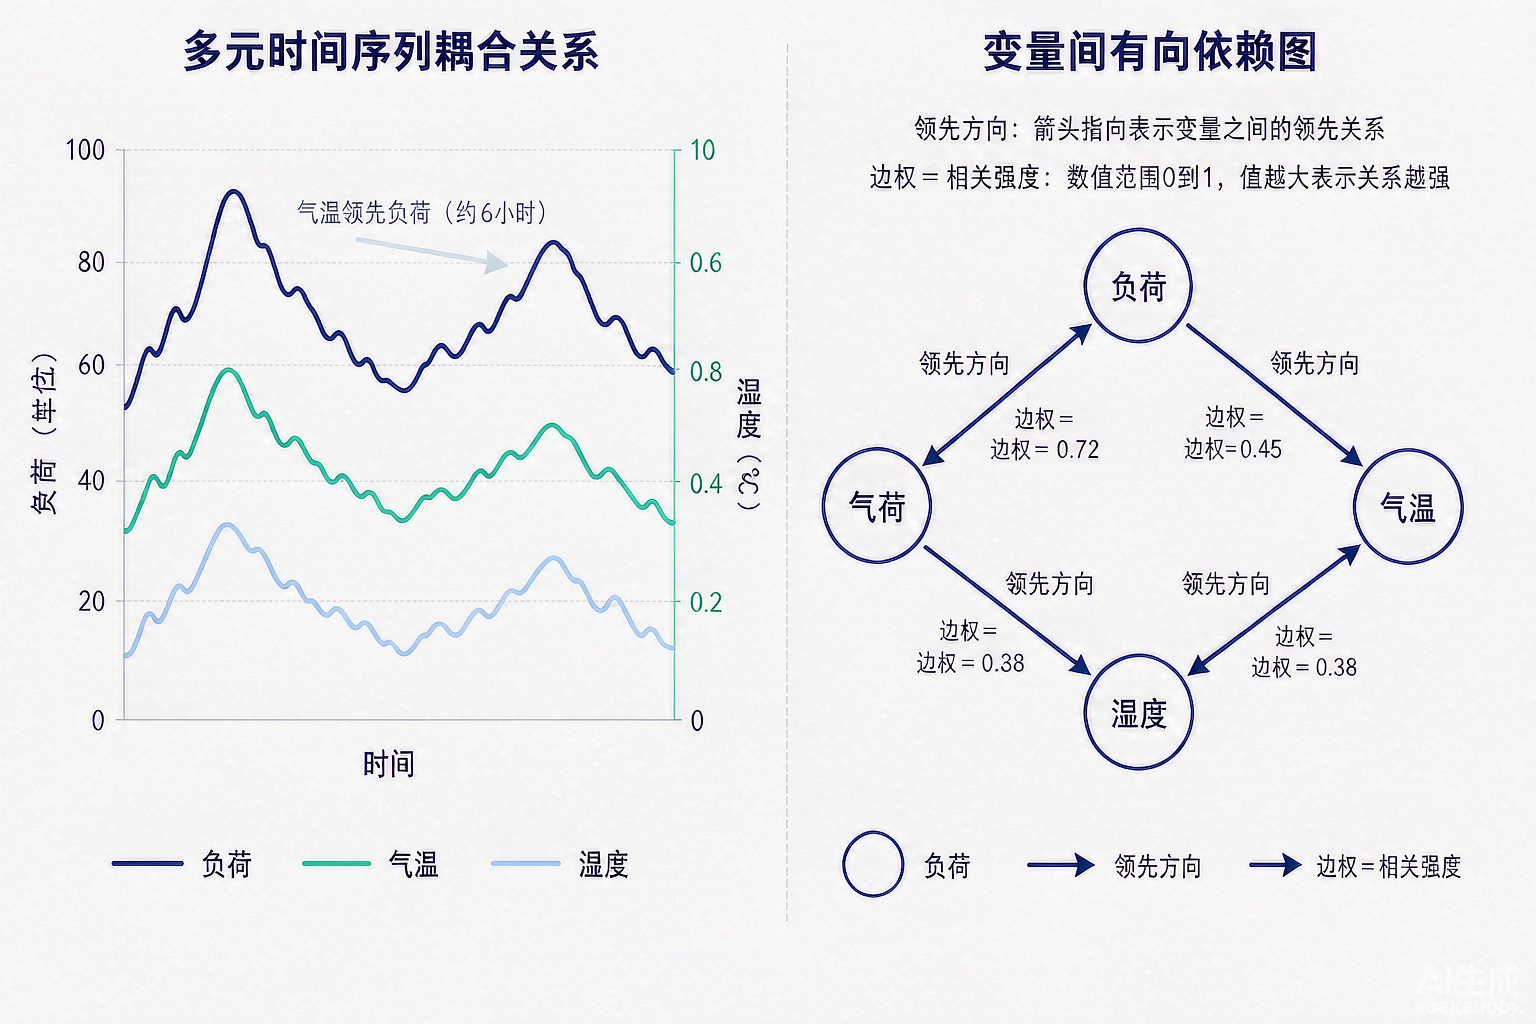 多元时间序列耦合关系
100
80
60
40
20
0
负荷
10
0.6
0.8
0.4
0.2
0
湿度(℃)
气温领先负荷（约6小时）
时间
负荷
气温
湿度
变量间有向依赖图
领先方向：箭头指向表示变量之间的领先关系
边权 = 相关强度：数值范围0到1，值越大表示关系越强
负荷
领先方向
领先方向
边权 =
边权 = 0.72
边权=
边权=0.45
气荷
气温
领先方向
领先方向
边权=
边权 = 0.38
边权=
边权 = 0.38
湿度
负荷
领先方向
边权=相关强度
AI生成